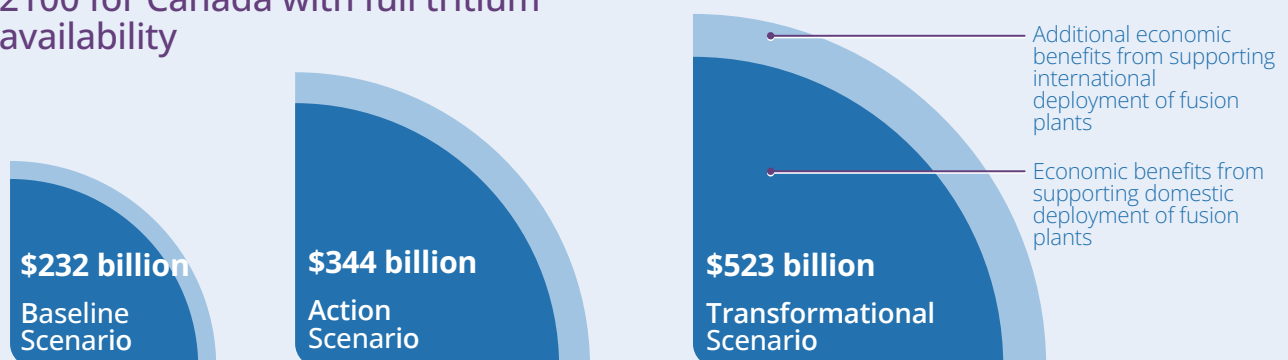 2100 for Canada with full tritium
availability
$232 billion
Baseline
Scenario
$344 billion
Action
Scenario
$523 billion
Transformational
Scenario
Additional economic
benefits from supporting
international
deployment of fusion
plants
Economic benefits from
supporting domestic
deployment of fusion
plants